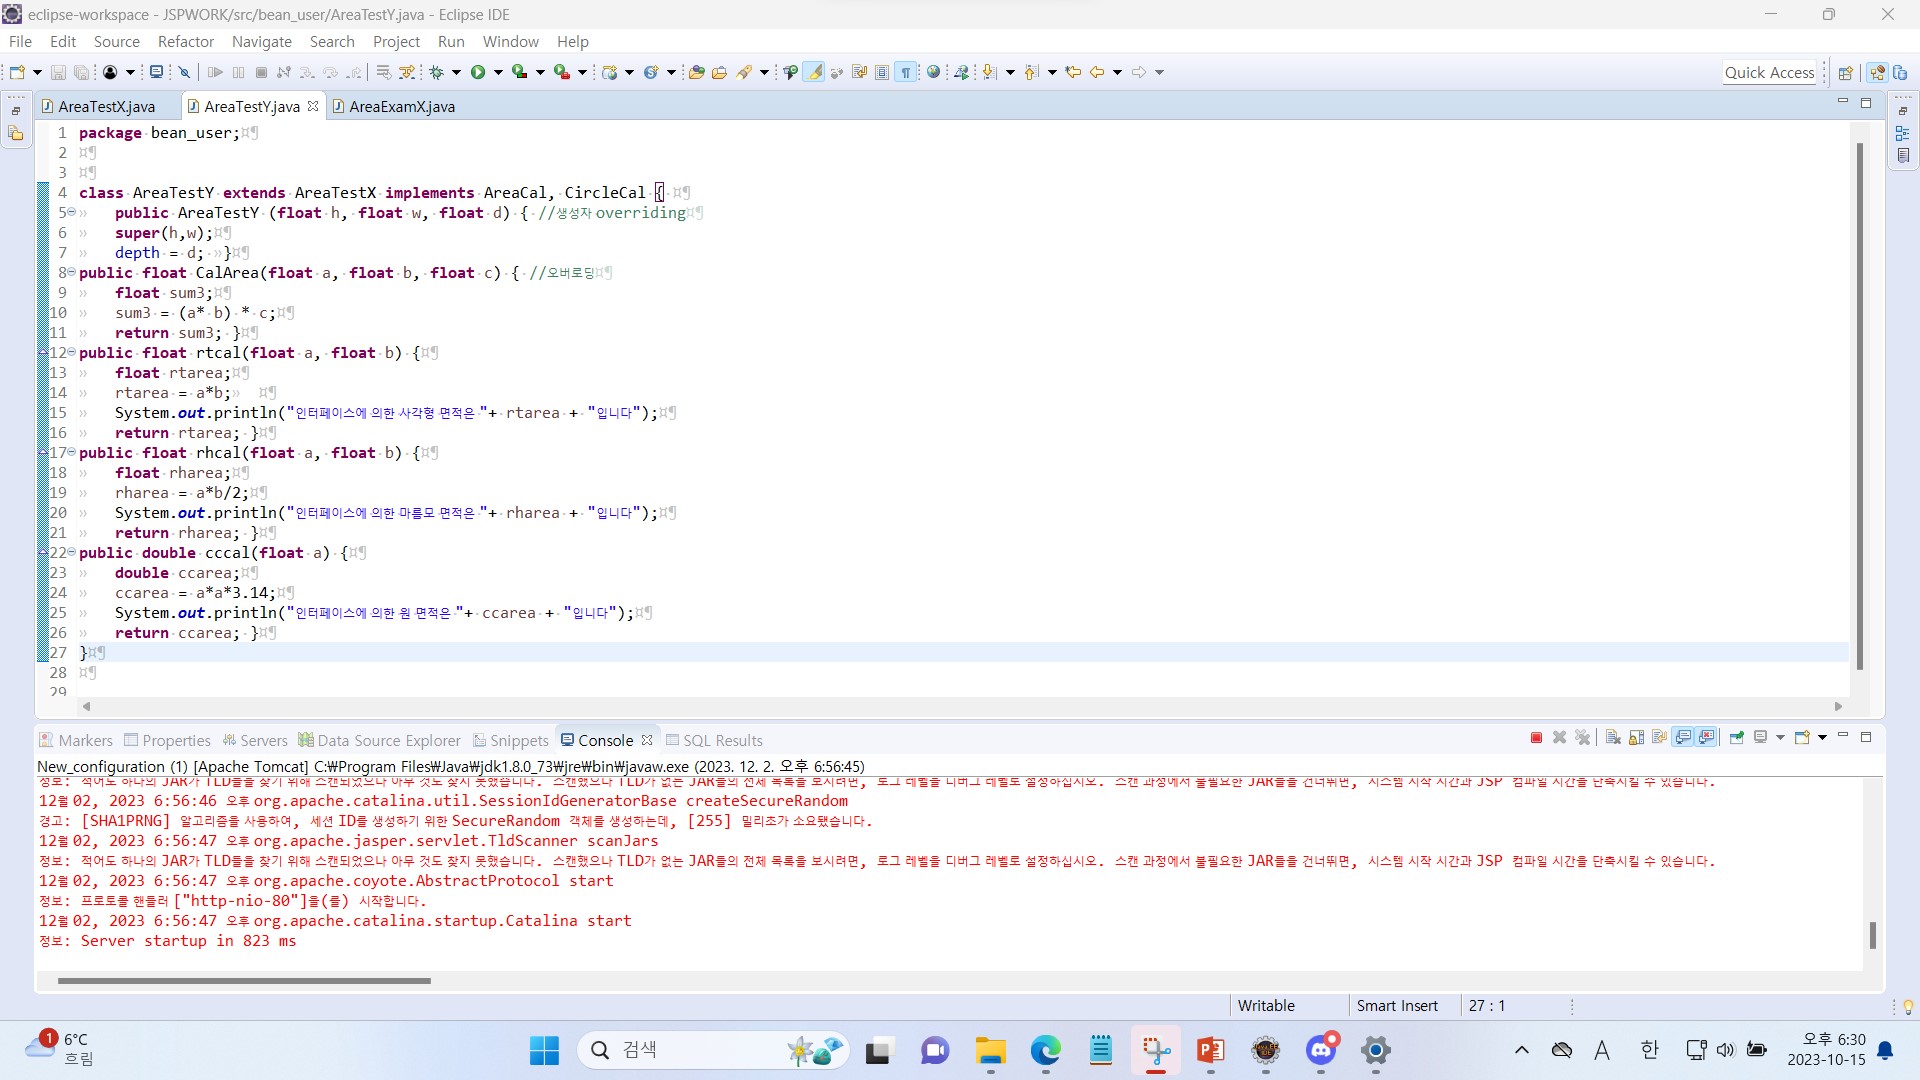 eclipse-workspace - JSPWORK/src/bean_user/AreaTestY.java - Eclipse IDE
File Edit Source Refactor Navigate Search Project Run Window Help
Quick Access
AreaTestX.java AreaTestY.java AreaExamX.java
1 package bean_user;
2
3
4 class AreaTestY extends AreaTestX implements AreaCal, CircleCal {
5 public AreaTestY (float h, float w, float d) { //생성자 overriding
6 super(h,w);
7 depth = d; }
8 public float CalArea(float a, float b, float c) { //오버로딩
9 float sum3;
10 sum3 = (a* b) * c;
11 return sum3; }
12 public float rtcal(float a, float b) {
13 float rtarea;
14 rtarea = a*b;
15 System.out.println("인터페이스에 의한 사각형 면적은 "+ rtarea + "입니다");
16 return rtarea; }
17 public float rhcal(float a, float b) {
18 float rharea;
19 rharea = a*b/2;
20 System.out.println("인터페이스에 의한 마름모 면적은 "+ rharea + "입니다");
21 return rharea; }
22 public double cccal(float a) {
23 double ccarea;
24 ccarea = a*a*3.14;
25 System.out.println("인터페이스에 의한 원 면적은 "+ ccarea + "입니다");
26 return ccarea; }
27 }
28
29
Markers Properties Servers Data Source Explorer Snippets Console SQL Results
New_configuration (1) [Apache Tomcat] C:₩Program Files₩Java₩jdk1.8.0_73₩jre₩bin₩javaw.exe (2023. 12. 2. 오후 6:56:45)
정보: 적어도 하나의 JAR가 TLD들을 찾기 위해 스캔되었으나 아무 것도 찾지 못했습니다. 스캔했으나 TLD가 없는 JAR들의 전체 목록을 보시려면, 로그 레벨을 디버그 레벨로 설정하십시오. 스캔 과정에서 불필요한 JAR들을 건너뛰면, 시스템 시작 시간과 JSP 컴파일 시간을 단축시킬 수 있습니다.
12월 02, 2023 6:56:46 오후 org.apache.catalina.util.SessionIdGeneratorBase createSecureRandom
경고: [SHA1PRNG] 알고리즘을 사용하여, 세션 ID를 생성하기 위한 SecureRandom 객체를 생성하는데, [255] 밀리초가 소요됐습니다.
12월 02, 2023 6:56:47 오후 org.apache.jasper.servlet.TldScanner scanJars
정보: 적어도 하나의 JAR가 TLD들을 찾기 위해 스캔되었으나 아무 것도 찾지 못했습니다. 스캔했으나 TLD가 없는 JAR들의 전체 목록을 보시려면, 로그 레벨을 디버그 레벨로 설정하십시오. 스캔 과정에서 불필요한 JAR들을 건너뛰면, 시스템 시작 시간과 JSP 컴파일 시간을 단축시킬 수 있습니다.
12월 02, 2023 6:56:47 오후 org.apache.coyote.AbstractProtocol start
정보: 프로토콜 핸들러 ["http-nio-80"]을(를) 시작합니다.
12월 02, 2023 6:56:47 오후 org.apache.catalina.startup.Catalina start
정보: Server startup in 823 ms
Writable Smart Insert 27 : 1
1 6°C
흐림
검색
A 한
오후 6:30
2023-10-15